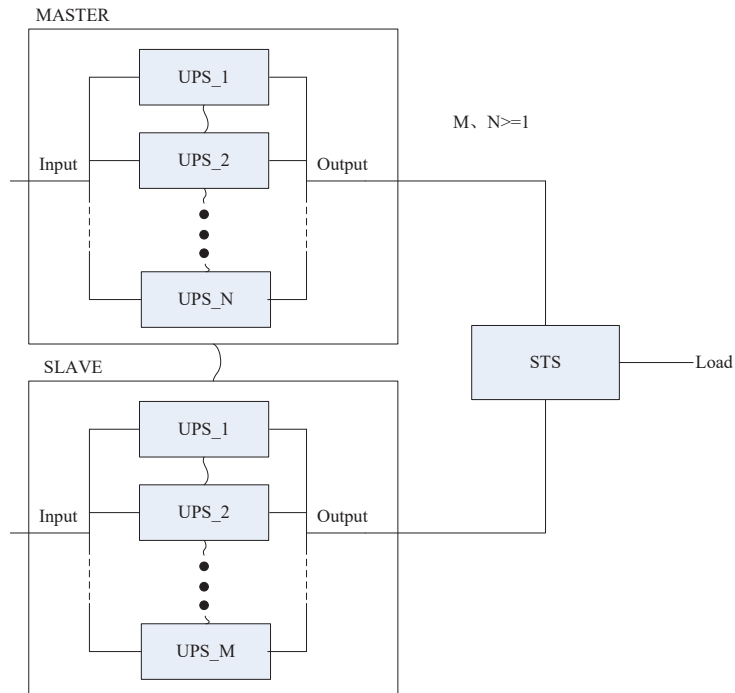 MASTER
UPS_1
M、N>=1
Input
UPS_2
Output
UPS_N
STS
Load
SLAVE
UPS_1
Input
UPS_2
Output
UPS_M